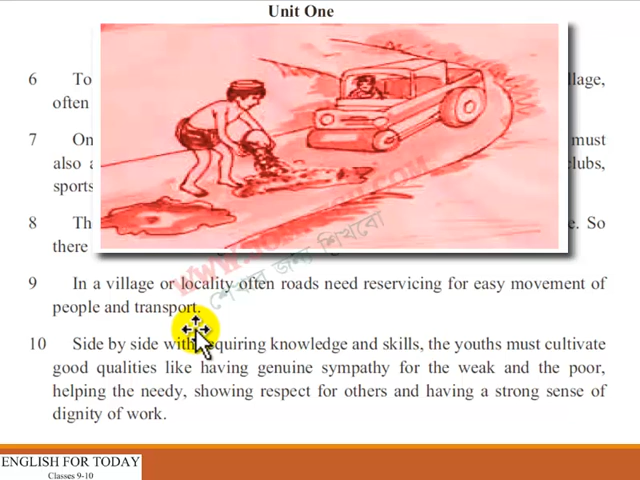 Unit One
6 To llage,
often
7 On must
also a clubs,
sports
8 Th e. So
there
9 In a village or locality often roads need reservicing for easy movement of
people and transport.
10 Side by side with quiring knowledge and skills, the youths must cultivate
good qualities like having genuine sympathy for the weak and the poor,
helping the needy, showing respect for others and having a strong sense of
dignity of work.
শেখার জন্য শিখবো
ENGLISH FOR TODAY
Classes 9-10